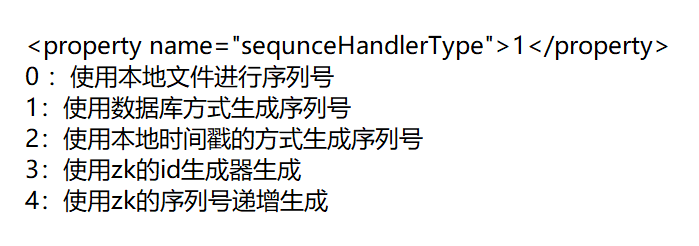 <property name="sequnceHandlerType">1</property>
0 ：使用本地文件进行序列号
1：使用数据库方式生成序列号
2：使用本地时间戳的方式生成序列号
3：使用zk的id生成器生成
4：使用zk的序列号递增生成